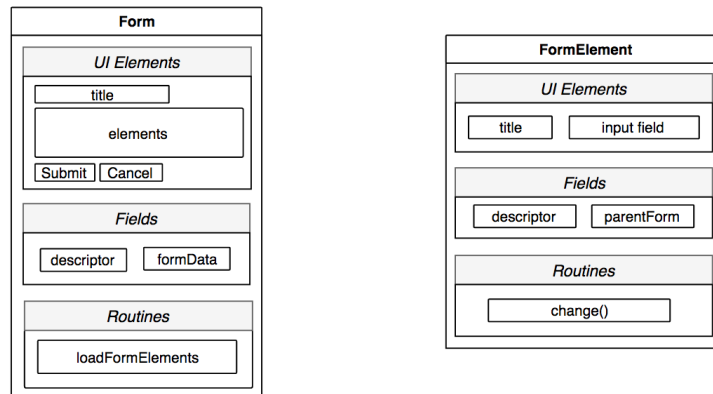 Form
UI Elements
title
elements
Submit Cancel
Fields
descriptor formData
Routines
loadFormElements
FormElement
UI Elements
title input field
Fields
descriptor parentForm
Routines
change()